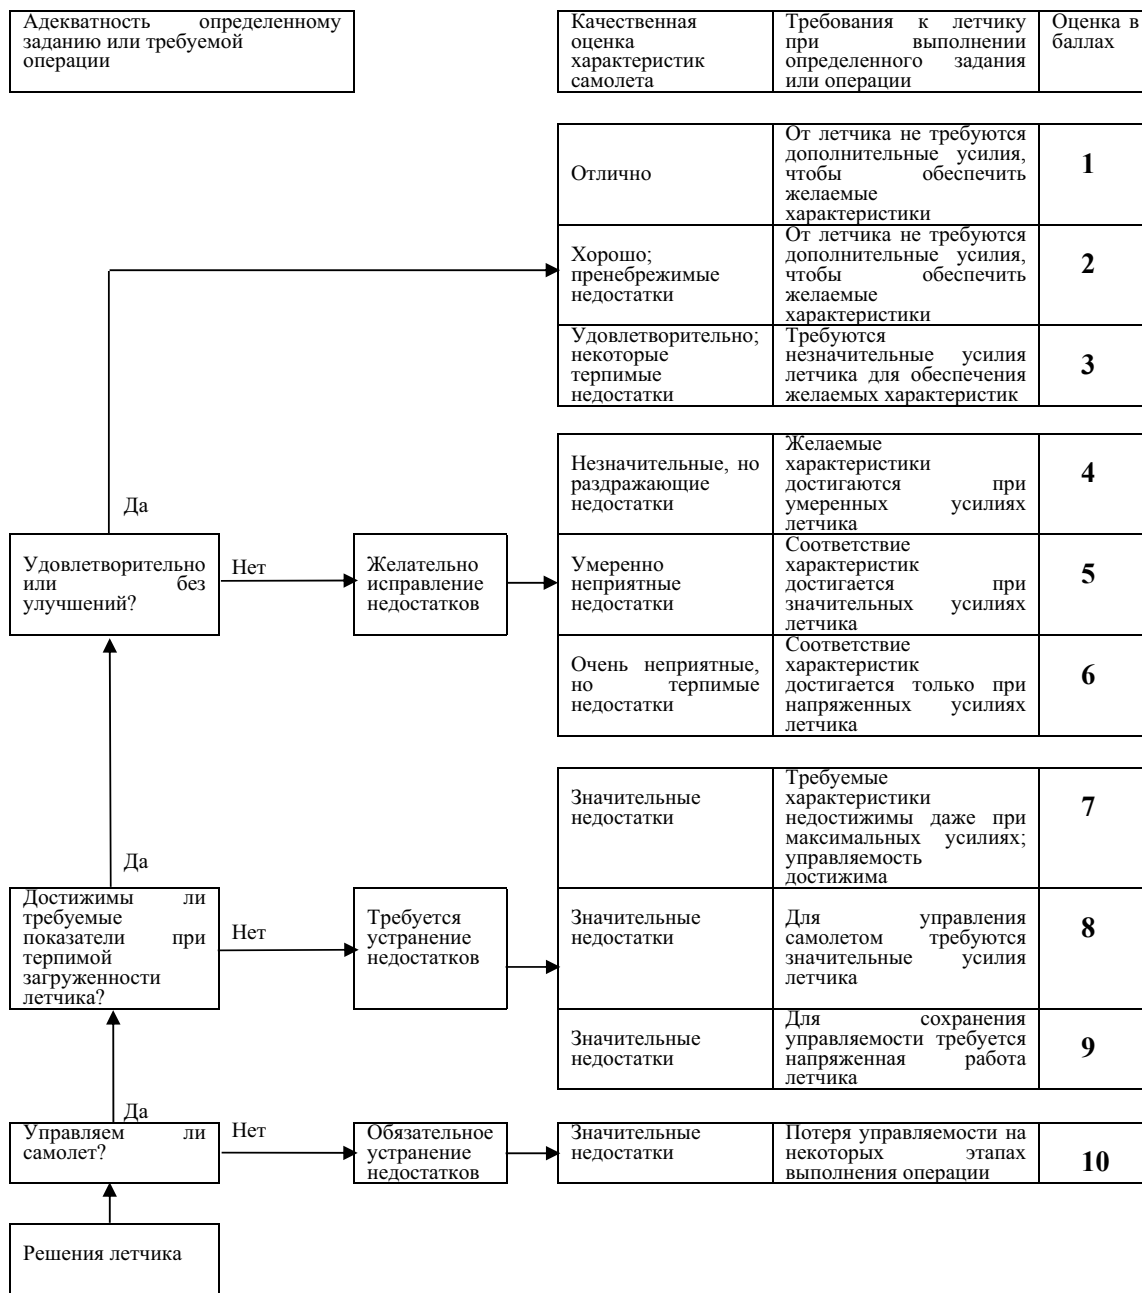 Адекватность определенному
заданию или требуемой
операции
Качественная
оценка
характеристик
самолета
Требования к летчику
при выполнении
определенного задания
или операции
Оценка в
баллах
Отлично
От летчика не требуются
дополнительные усилия,
чтобы обеспечить
желаемые
характеристики
1
Хорошо;
пренебрежимые
недостатки
От летчика не требуются
дополнительные усилия,
чтобы обеспечить
желаемые
характеристики
2
Удовлетворительно;
некоторые
терпимые
недостатки
Требуются
незначительные усилия
летчика для обеспечения
желаемых характеристик
3
Да
Удовлетворительно
или без
улучшений?
Нет
Желательно
исправление
недостатков
Незначительные, но
раздражающие
недостатки
Желаемые
характеристики
достигаются при
умеренных усилиях
летчика
4
Умеренно
неприятные
недостатки
Соответствие
характеристик
достигается при
значительных усилиях
летчика
5
Очень неприятные,
но терпимые
недостатки
Соответствие
характеристик
достигается только при
напряженных усилиях
летчика
6
Да
Достижимы ли
требуемые
показатели при
терпимой
загруженности
летчика?
Нет
Требуется
устранение
недостатков
Значительные
недостатки
Требуемые
характеристики
недостижимы даже при
максимальных усилиях;
управляемость
достижима
7
Значительные
недостатки
Для управления
самолетом требуются
значительные усилия
летчика
8
Значительные
недостатки
Для сохранения
управляемости требуется
напряженная работа
летчика
9
Да
Управляем ли
самолет?
Нет
Обязательное
устранение
недостатков
Значительные
недостатки
Потеря управляемости на
некоторых этапах
выполнения операции
10
Решения летчика